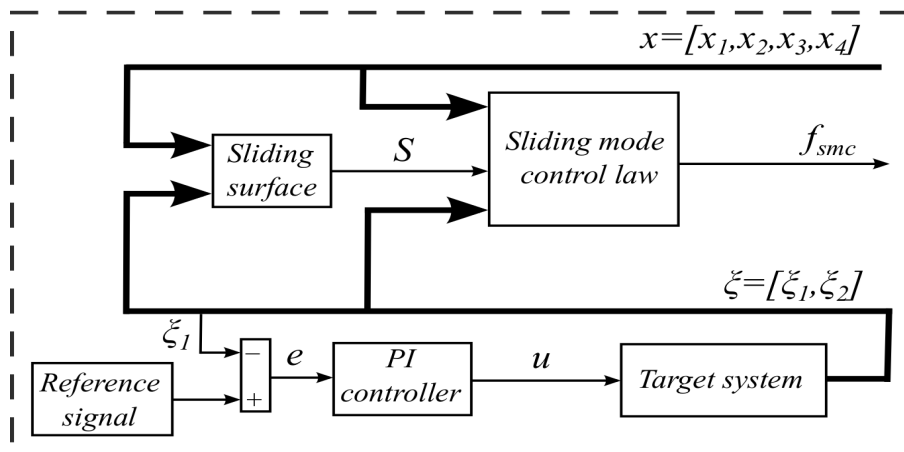 x=[x₁,x₂,x₃,x₄]
Sliding
surface
S
Sliding mode
control law
fsmc
ξ=[ξ₁,ξ₂]
ξ₁
−
+
e
PI
controller
u
Target system
Reference
signal